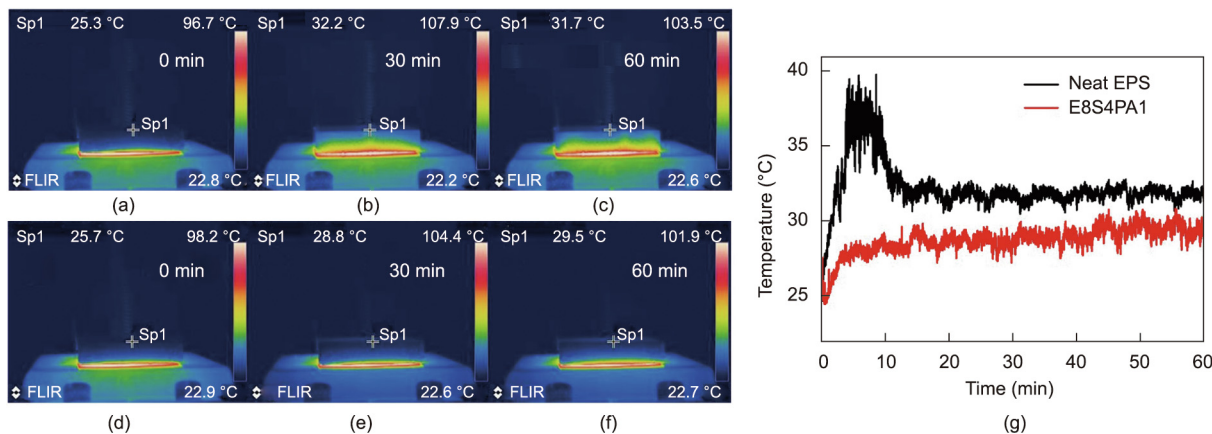 Sp1 25.3 °C 96.7 °C
0 min
Sp1
FLIR 22.8 °C
(a)
Sp1 32.2 °C 107.9 °C
30 min
Sp1
FLIR 22.2 °C
(b)
Sp1 31.7 °C 103.5 °C
60 min
Sp1
FLIR 22.6 °C
(c)
Sp1 25.7 °C 98.2 °C
0 min
Sp1
FLIR 22.9 °C
(d)
Sp1 28.8 °C 104.4 °C
30 min
Sp1
FLIR 22.6 °C
(e)
Sp1 29.5 °C 101.9 °C
60 min
Sp1
FLIR 22.7 °C
(f)
Neat EPS
E8S4PA1
Temperature (°C)
40
35
30
25
0 10 20 30 40 50 60
Time (min)
(g)